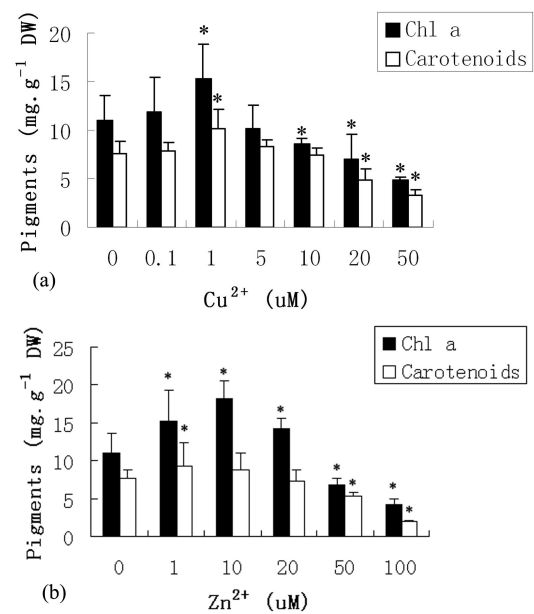 Chl a
Carotenoids
Pigments (mg.g⁻¹ DW)
20
15
10
5
0
* * * * * * * *
0 0.1 1 5 10 20 50
(a)
Cu²⁺ (uM)
Chl a
Carotenoids
Pigments (mg.g⁻¹ DW)
25
20
15
10
5
0
* * * * * * * *
0 1 10 20 50 100
(b)
Zn²⁺ (uM)